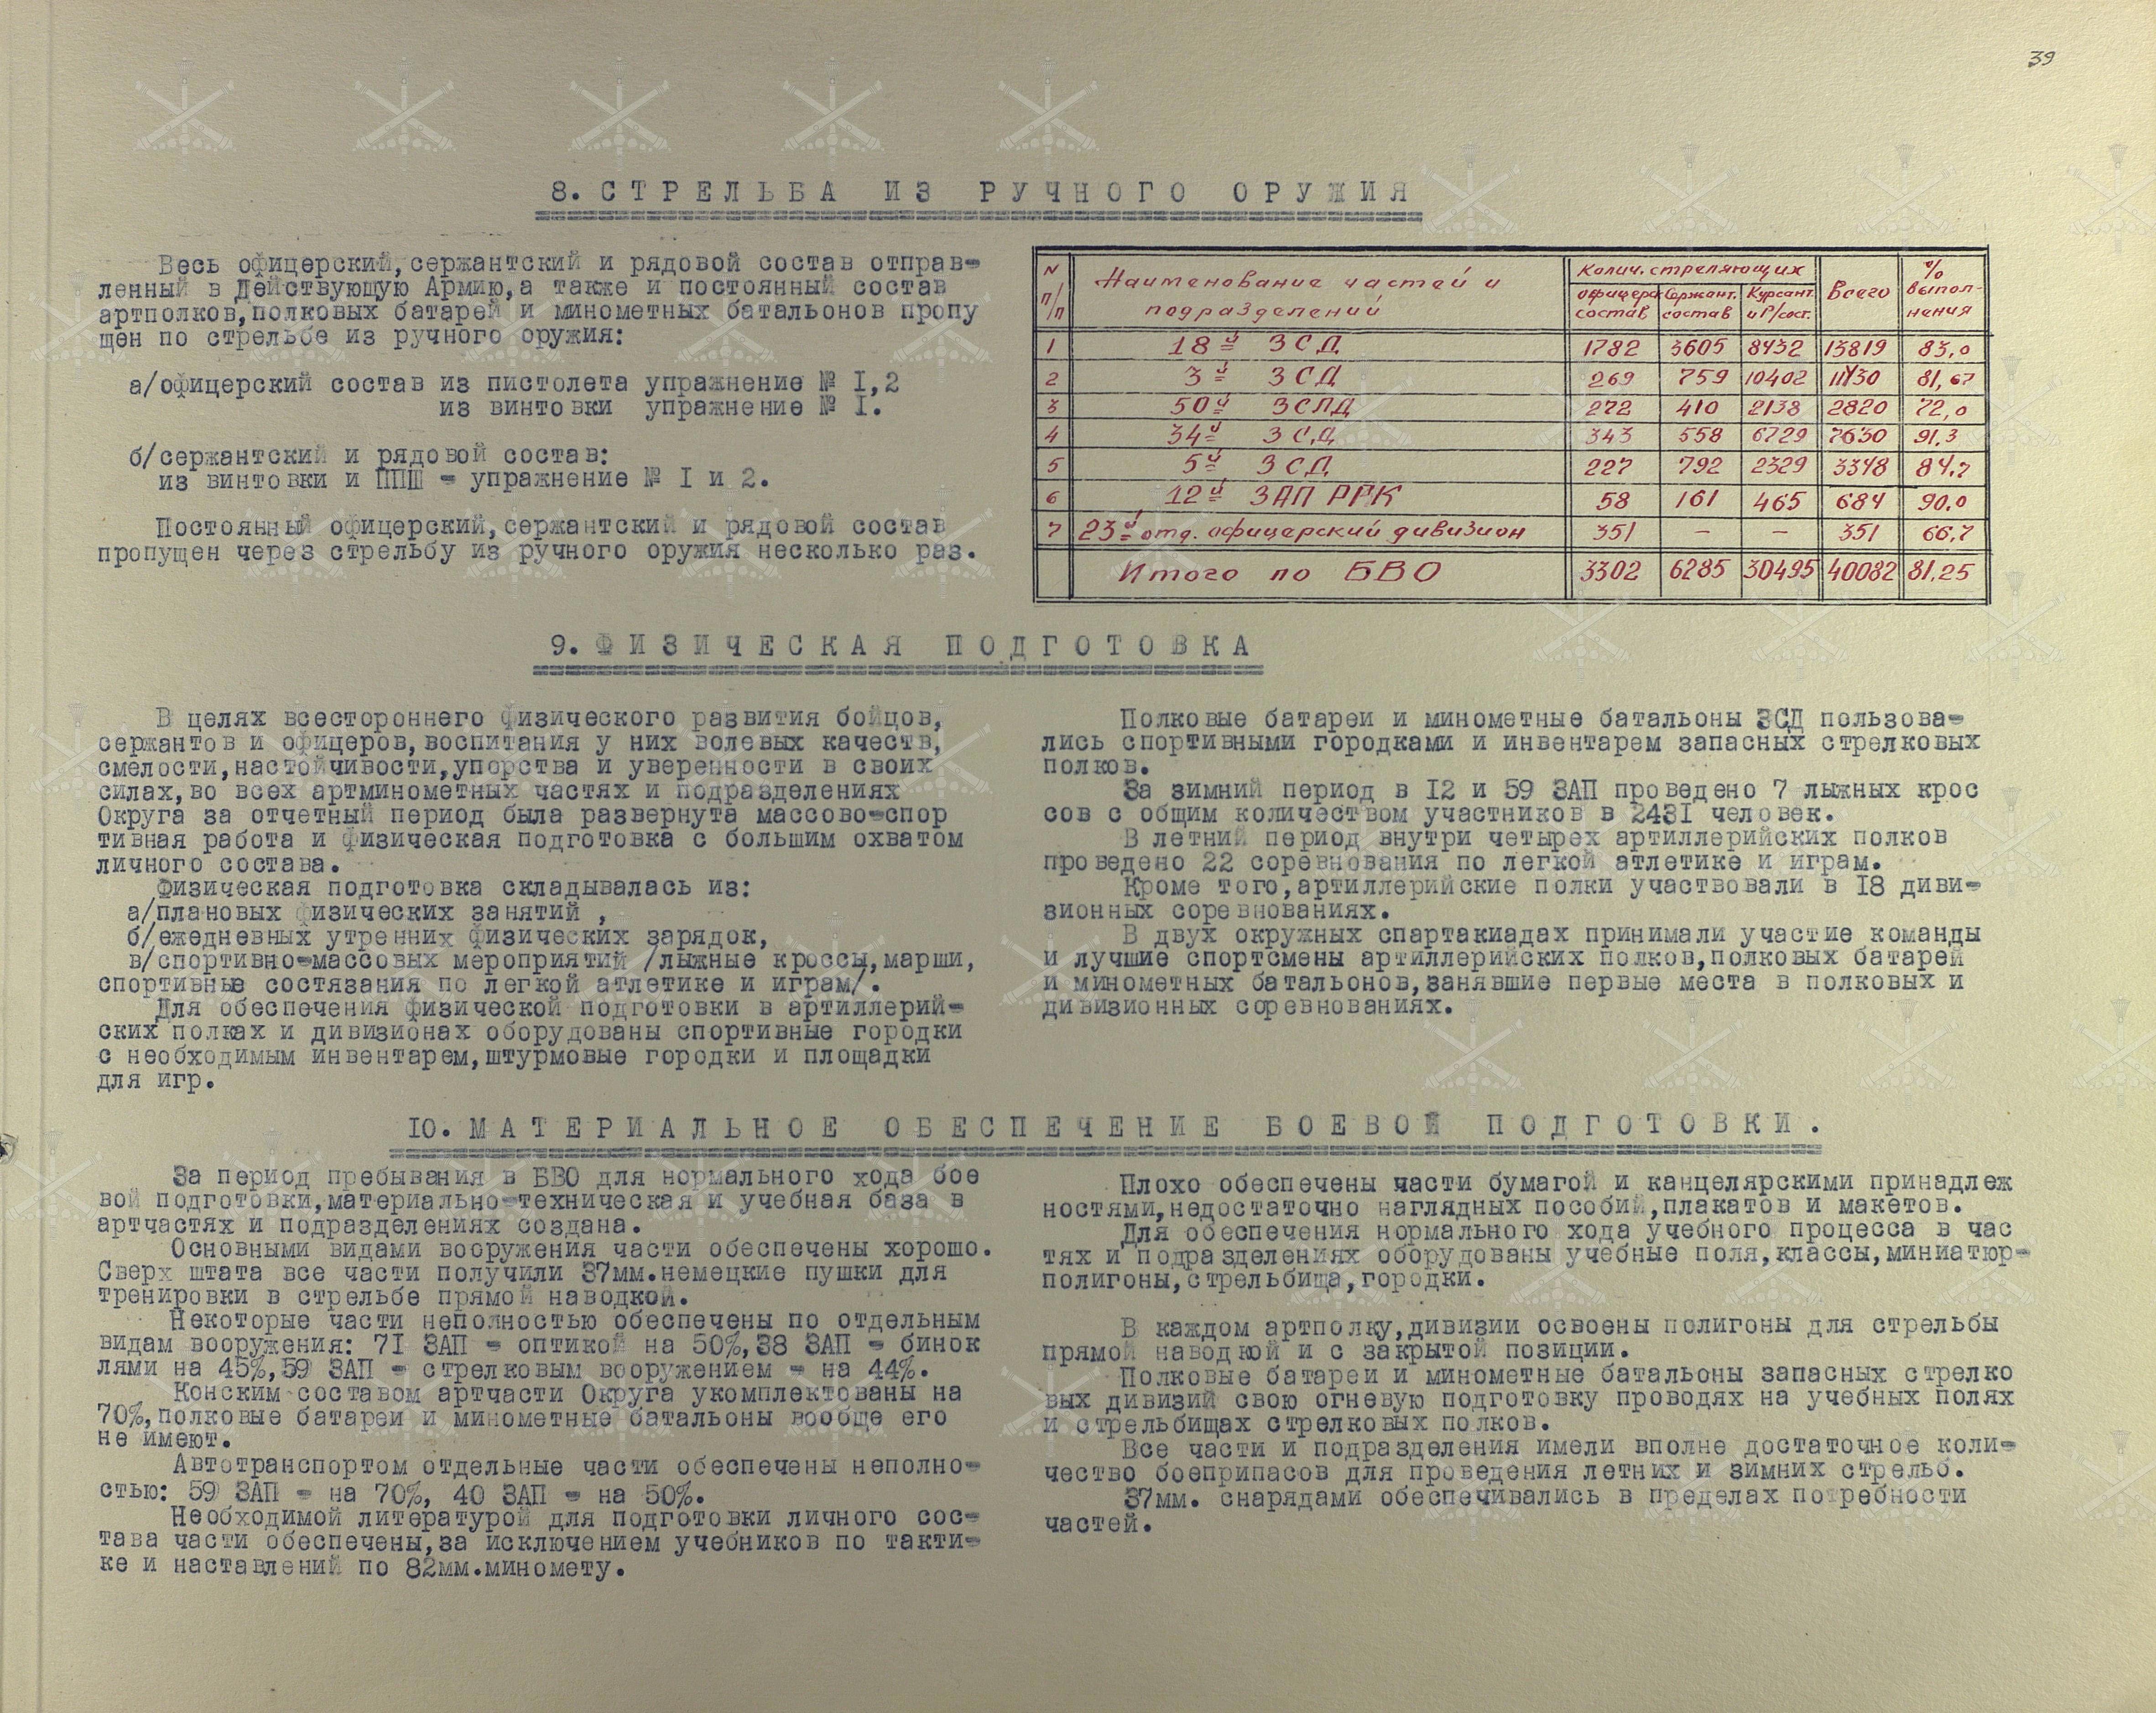 39
8. СТРЕЛЬБА ИЗ РУЧНОГО ОРУЖИЯ
Весь офицерский, сержантский и рядовой состав отправ-
ленный в Действующую Армию, а также и постоянный состав
артполков, полковых батарей и минометных батальонов пропу
щен по стрельбе из ручного оружия:
а/офицерский состав из пистолета упражнение № 1,2
из винтовки упражнение № 1.
б/сержантский и рядовой состав:
из винтовки и ППШ - упражнение № 1 и 2.
Постоянный офицерский, сержантский и рядовой состав
пропущен через стрельбу из ручного оружия несколько раз.
N п/п Наименование частей и подразделений Колич. стреляющих Всего % выпол-нения
офицерс состав Сержант. состав Курсант. и Р/сост.
1 18й ЗСД 1782 3605 8432 13819 83,0
2 3й ЗСД 269 759 10402 11430 81,67
3 50й ЗСЛД 272 410 2138 2820 72,0
4 34й ЗСД 343 558 6729 7630 91.3
5 5й ЗСД 227 792 2329 3348 84.7
6 12й ЗАП РГК 58 161 465 684 90.0
7 23й отд. офицерский дивизион 351 – – 351 66,7
Итого по БВО 3302 6285 30495 40082 81.25
9. ФИЗИЧЕСКАЯ ПОДГОТОВКА
В целях всестороннего физического развития бойцов,
сержантов и офицеров, воспитания у них волевых качеств,
смелости, настойчивости, упорства и уверенности в своих
силах, во всех артминометных частях и подразделениях
Округа за отчетный период была развернута массово-спор
тивная работа и физическая подготовка с большим охватом
личного состава.
Физическая подготовка складывалась из:
а/плановых физических занятий ,
б/ежедневных утренних физических зарядок,
в/спортивно-массовых мероприятий /лыжные кроссы, марши,
спортивные состязания по легкой атлетике и играм/.
Для обеспечения физической подготовки в артиллерий-
ских полках и дивизионах оборудованы спортивные городки
с необходимым инвентарем, штурмовые городки и площадки
для игр.
Полковые батареи и минометные батальоны ЗСД пользова-
лись спортивными городками и инвентарем запасных стрелковых
полков.
За зимний период в 12 и 59 ЗАП проведено 7 лыжных крос
сов с общим количеством участников в 2431 человек.
В летний период внутри четырех артиллерийских полков
проведено 22 соревнования по легкой атлетике и играм.
Кроме того, артиллерийские полки участвовали в 18 диви-
зионных соревнованиях.
В двух окружных спартакиадах принимали участие команды
и лучшие спортсмены артиллерийских полков, полковых батарей
и минометных батальонов, занявшие первые места в полковых и
дивизионных соревнованиях.
10. МАТЕРИАЛЬНОЕ ОБЕСПЕЧЕНИЕ БОЕВОЙ ПОДГОТОВКИ.
За период пребывания в БВО для нормального хода бое
вой подготовки, материально-техническая и учебная база в
артчастях и подразделениях создана.
Основными видами вооружения части обеспечены хорошо.
Сверх штата все части получили 37мм. немецкие пушки для
тренировки в стрельбе прямой наводкой.
Некоторые части неполностью обеспечены по отдельным
видам вооружения: 71 ЗАП - оптикой на 50%, 38 ЗАП - бинок
лями на 45%, 59 ЗАП - стрелковым вооружением - на 44%.
Конским составом артчасти Округа укомплектованы на
70%, полковые батареи и минометные батальоны вообще его
не имеют.
Автотранспортом отдельные части обеспечены неполно-
стью: 59 ЗАП - на 70%, 40 ЗАП - на 50%.
Необходимой литературой для подготовки личного сос-
тава части обеспечены, за исключением учебников по такти-
ке и наставлений по 82мм. миномету.
Плохо обеспечены части бумагой и канцелярскими принадлеж
ностями, недостаточно наглядных пособий, плакатов и макетов.
Для обеспечения нормального хода учебного процесса в час
тях и подразделениях оборудованы учебные поля, классы, миниатюр-
полигоны, стрельбища, городки.
В каждом артполку, дивизии освоены полигоны для стрельбы
прямой наводкой и с закрытой позиции.
Полковые батареи и минометные батальоны запасных стрелко
вых дивизий свою огневую подготовку проводях на учебных полях
и стрельбищах стрелковых полков.
Все части и подразделения имели вполне достаточное коли-
чество боеприпасов для проведения летних и зимних стрельб.
37мм. снарядами обеспечивались в пределах потребности
частей.